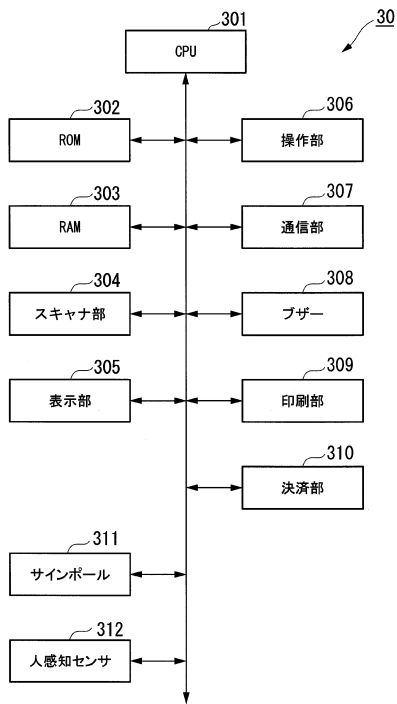 301
30
CPU
302
ROM
306
操作部
303
RAM
307
通信部
304
スキャナ部
308
ブザー
305
表示部
309
印刷部
310
決済部
311
サインポール
312
人感知センサ